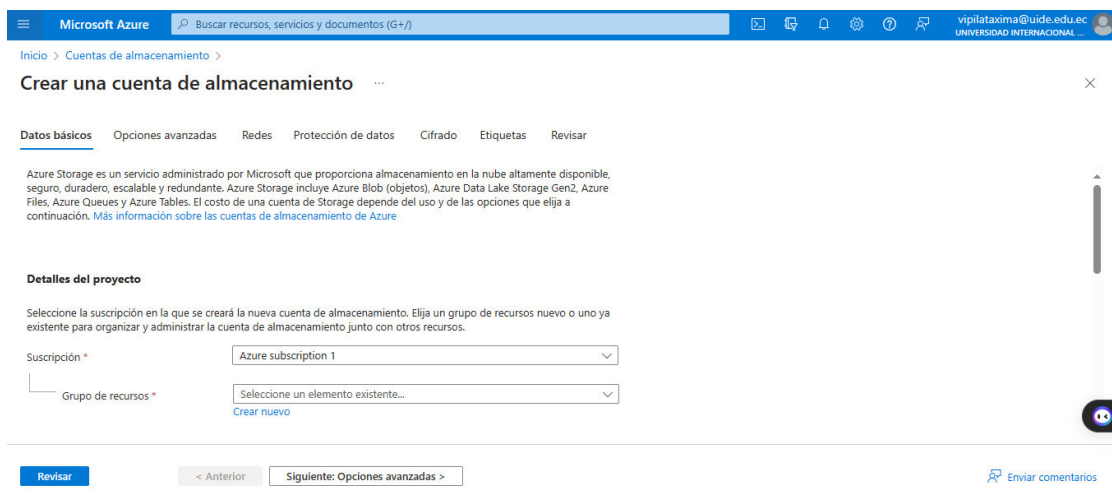 Microsoft Azure
Buscar recursos, servicios y documentos (G+/)
vipilataxima@uide.edu.ec
UNIVERSIDAD INTERNACIONAL ...
Inicio > Cuentas de almacenamiento >
Crear una cuenta de almacenamiento ...
Datos básicos Opciones avanzadas Redes Protección de datos Cifrado Etiquetas Revisar
Azure Storage es un servicio administrado por Microsoft que proporciona almacenamiento en la nube altamente disponible,
seguro, duradero, escalable y redundante. Azure Storage incluye Azure Blob (objetos), Azure Data Lake Storage Gen2, Azure
Files, Azure Queues y Azure Tables. El costo de una cuenta de Storage depende del uso y de las opciones que elija a
continuación. Más información sobre las cuentas de almacenamiento de Azure
Detalles del proyecto
Seleccione la suscripción en la que se creará la nueva cuenta de almacenamiento. Elija un grupo de recursos nuevo o uno ya
existente para organizar y administrar la cuenta de almacenamiento junto con otros recursos.
Suscripción *
Azure subscription 1
Grupo de recursos *
Seleccione un elemento existente...
Crear nuevo
Revisar
< Anterior
Siguiente: Opciones avanzadas >
Enviar comentarios